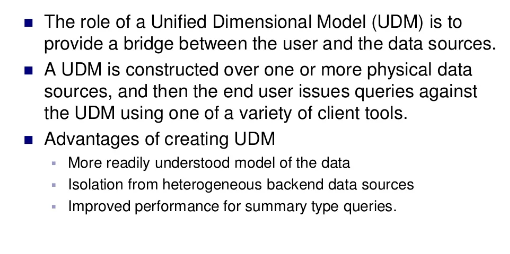 The role of a Unified Dimensional Model (UDM) is to
provide a bridge between the user and the data sources.
A UDM is constructed over one or more physical data
sources, and then the end user issues queries against
the UDM using one of a variety of client tools.
Advantages of creating UDM
More readily understood model of the data
Isolation from heterogeneous backend data sources
Improved performance for summary type queries.